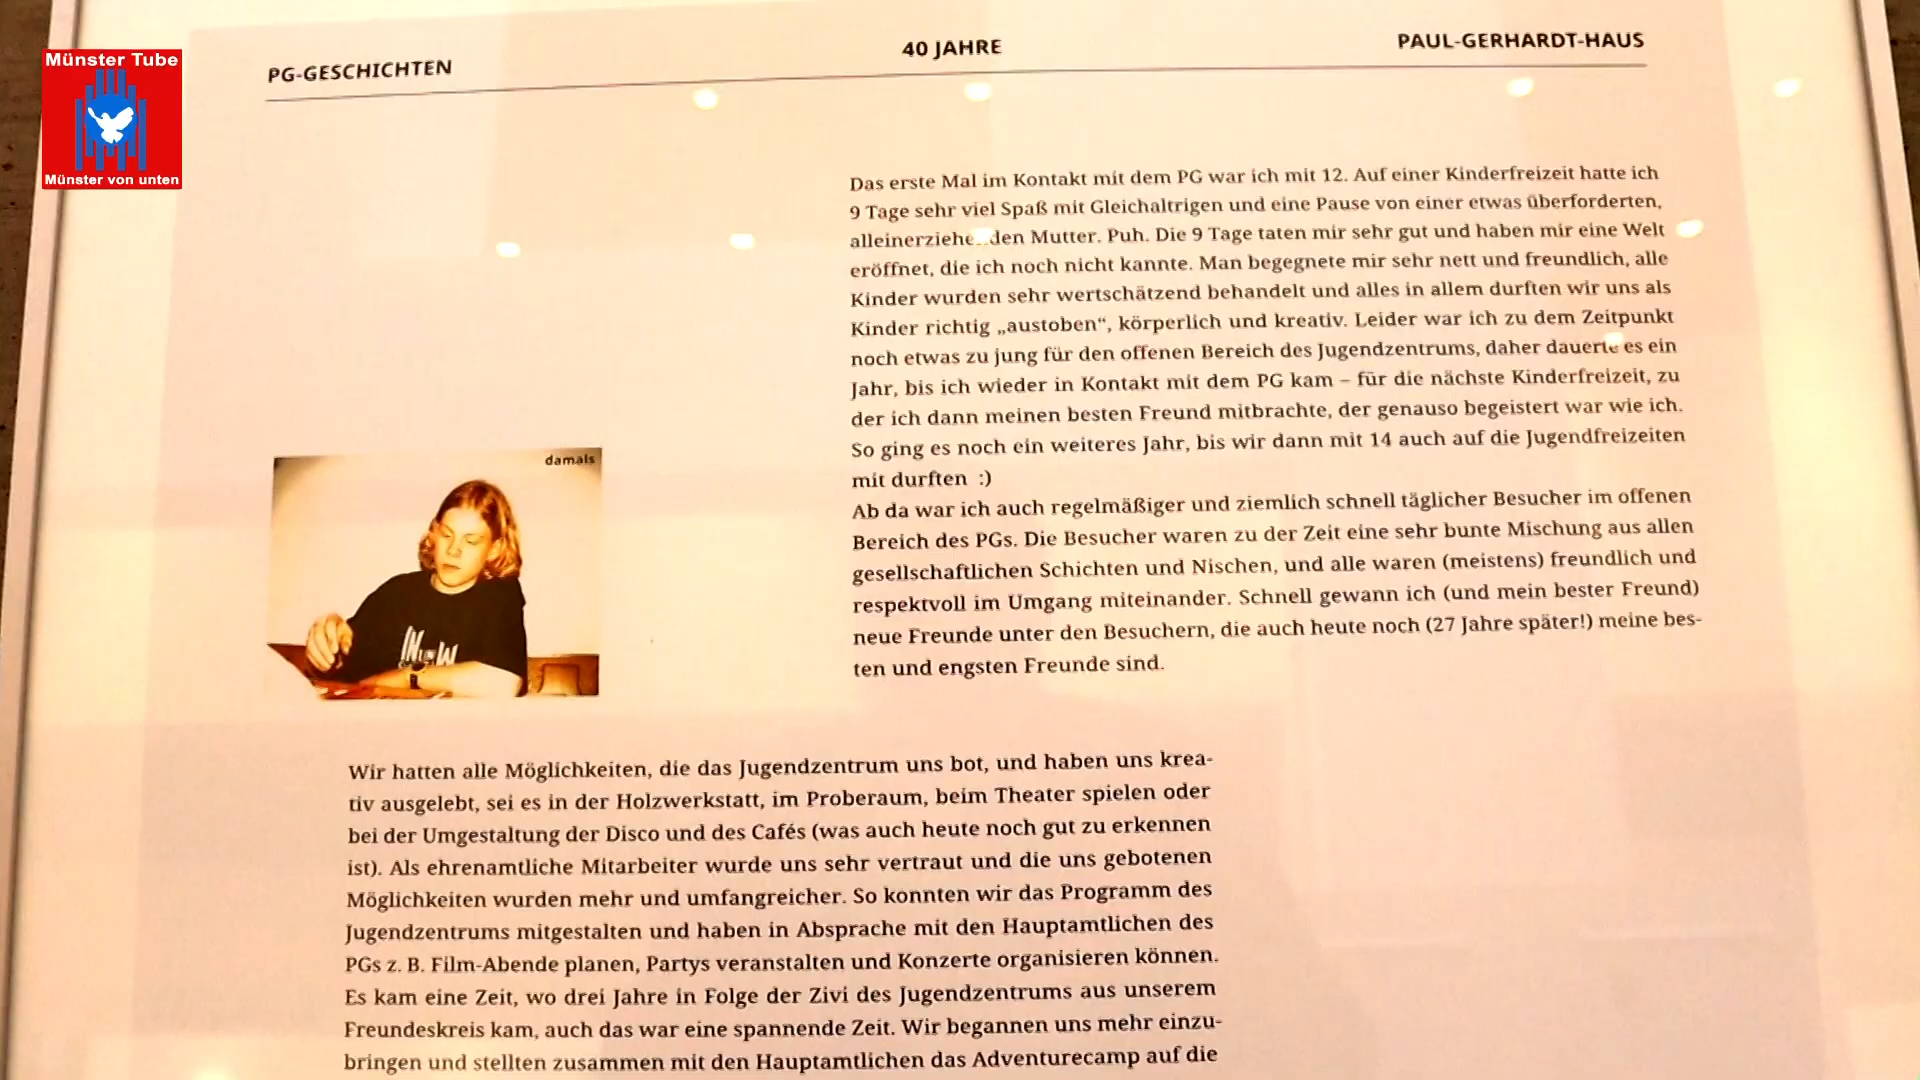 Münster Tube
Münster von unten
PG-GESCHICHTEN
40 JAHRE
PAUL-GERHARDT-HAUS
Das erste Mal im Kontakt mit dem PG war ich mit 12. Auf einer Kinderfreizeit hatte ich
9 Tage sehr viel Spaß mit Gleichaltrigen und eine Pause von einer etwas überforderten,
alleinerziehenden Mutter. Puh. Die 9 Tage taten mir sehr gut und haben mir eine Welt
eröffnet, die ich noch nicht kannte. Man begegnete mir sehr nett und freundlich, alle
Kinder wurden sehr wertschätzend behandelt und alles in allem durften wir uns als
Kinder richtig „austoben“, körperlich und kreativ. Leider war ich zu dem Zeitpunkt
noch etwas zu jung für den offenen Bereich des Jugendzentrums, daher dauerte es ein
Jahr, bis ich wieder in Kontakt mit dem PG kam – für die nächste Kinderfreizeit, zu
der ich dann meinen besten Freund mitbrachte, der genauso begeistert war wie ich.
So ging es noch ein weiteres Jahr, bis wir dann mit 14 auch auf die Jugendfreizeiten
mit durften :)
Ab da war ich auch regelmäßiger und ziemlich schnell täglicher Besucher im offenen
Bereich des PGs. Die Besucher waren zu der Zeit eine sehr bunte Mischung aus allen
gesellschaftlichen Schichten und Nischen, und alle waren (meistens) freundlich und
respektvoll im Umgang miteinander. Schnell gewann ich (und mein bester Freund)
neue Freunde unter den Besuchern, die auch heute noch (27 Jahre später!) meine bes-
ten und engsten Freunde sind.
damals
Wir hatten alle Möglichkeiten, die das Jugendzentrum uns bot, und haben uns krea-
tiv ausgelebt, sei es in der Holzwerkstatt, im Proberaum, beim Theater spielen oder
bei der Umgestaltung der Disco und des Cafés (was auch heute noch gut zu erkennen
ist). Als ehrenamtliche Mitarbeiter wurde uns sehr vertraut und die uns gebotenen
Möglichkeiten wurden mehr und umfangreicher. So konnten wir das Programm des
Jugendzentrums mitgestalten und haben in Absprache mit den Hauptamtlichen des
PGs z. B. Film-Abende planen, Partys veranstalten und Konzerte organisieren können.
Es kam eine Zeit, wo drei Jahre in Folge der Zivi des Jugendzentrums aus unserem
Freundeskreis kam, auch das war eine spannende Zeit. Wir begannen uns mehr einzu-
bringen und stellten zusammen mit den Hauptamtlichen das Adventurecamp auf die